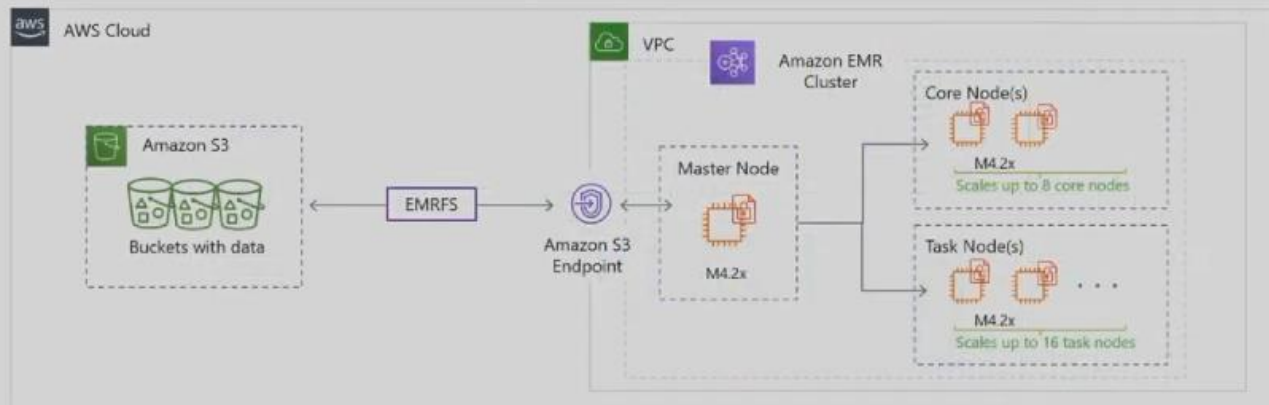 aws
AWS Cloud
VPC
Amazon EMR
Cluster
Core Node(s)
M4.2x
Scales up to 8 core nodes
Amazon S3
Buckets with data
EMRFS
Amazon S3
Endpoint
Master Node
M4.2x
Task Node(s)
M4.2x
Scales up to 16 task nodes